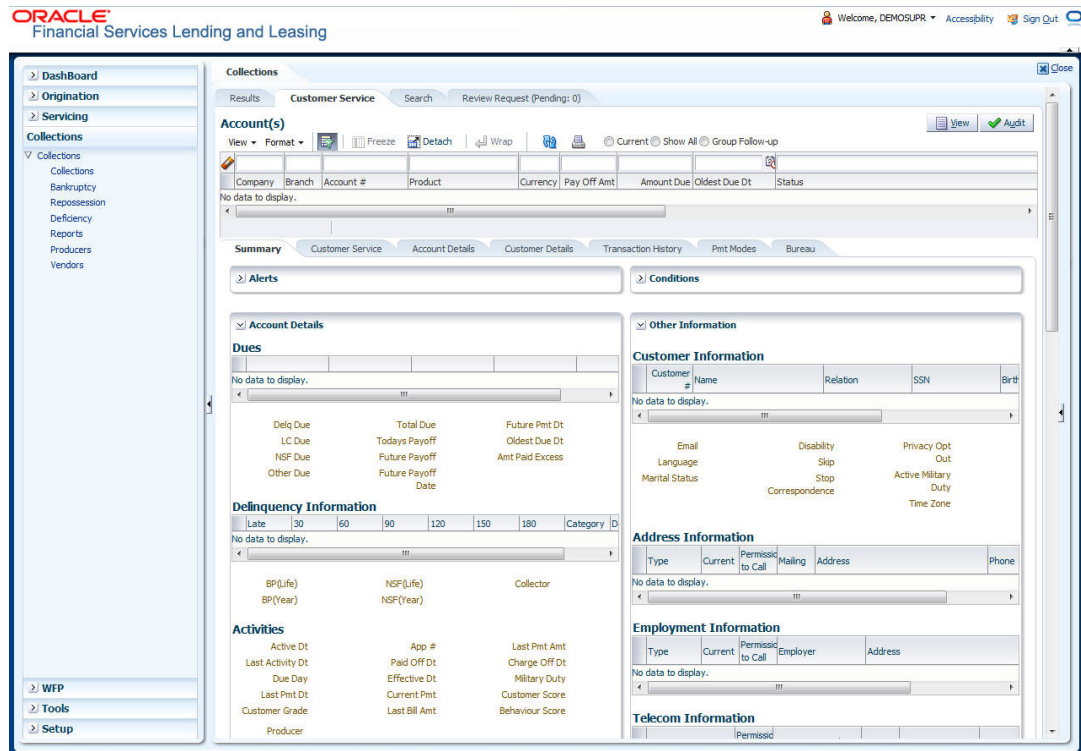 ORACLE'
Financial Services Lending and Leasing
Welcome, DEMOSUPR
Accessibility
Sign Out
Close
DashBoard
Origination
Servicing
Collections
Collections
Collections
Bankruptcy
Repossession
Deficiency
Reports
Producers
Vendors
WFP
Tools
Setup
Collections
Results
Customer Service
Search
Review Request (Pending: 0)
Account(s)
View
Audit
View
Format
Freeze
Detach
Wrap
Current
Show All
Group Follow-up
Company Branch Account # Product Currency Pay Off Amt Amount Due Oldest Due Dt Status
No data to display.
Summary
Customer Service
Account Details
Customer Details
Transaction History
Pmt Modes
Bureau
Alerts
Account Details
Dues
No data to display.
Delq Due Total Due Future Pmt Dt
LC Due Todays Payoff Oldest Due Dt
NSF Due Future Payoff Amt Paid Excess
Other Due Future Payoff
Date
Delinquency Information
Late 30 60 90 120 150 180 Category D
No data to display.
BP(Life) NSF(Life) Collector
BP(Year) NSF(Year)
Activities
Active Dt App # Last Pmt Amt
Last Activity Dt Paid Off Dt Charge Off Dt
Due Day Effective Dt Military Duty
Last Pmt Dt Current Pmt Customer Score
Customer Grade Last Bill Amt Behaviour Score
Producer
Conditions
Other Information
Customer Information
Customer
# Name Relation SSN Birth
No data to display.
Email Disability Privacy Opt
Out
Language Skip
Marital Status Stop
Correspondence
Active Military
Duty
Time Zone
Address Information
Type Current Permissic
to Call Mailing Address Phone
No data to display.
Employment Information
Type Current Permissic
to Call Employer Address
No data to display.
Telecom Information
Permissic